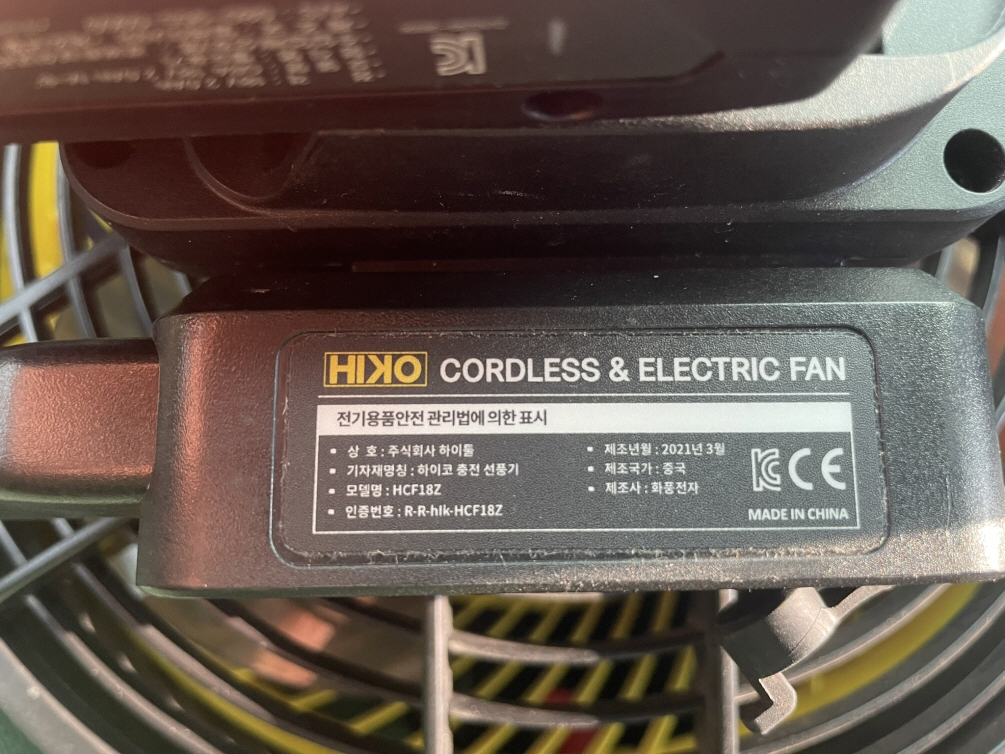 HIKO CORDLESS & ELECTRIC FAN
전기용품안전 관리법에 의한 표시
• 상 호 : 주식회사 하이툴
• 기자재명칭 : 하이코 충전 선풍기
• 모델명 : HCF18Z
• 인증번호 : R-R-hIk-HCF18Z
• 제조년월 : 2021년 3월
• 제조국가 : 중국
• 제조사 : 화풍전자
KC CE
MADE IN CHINA